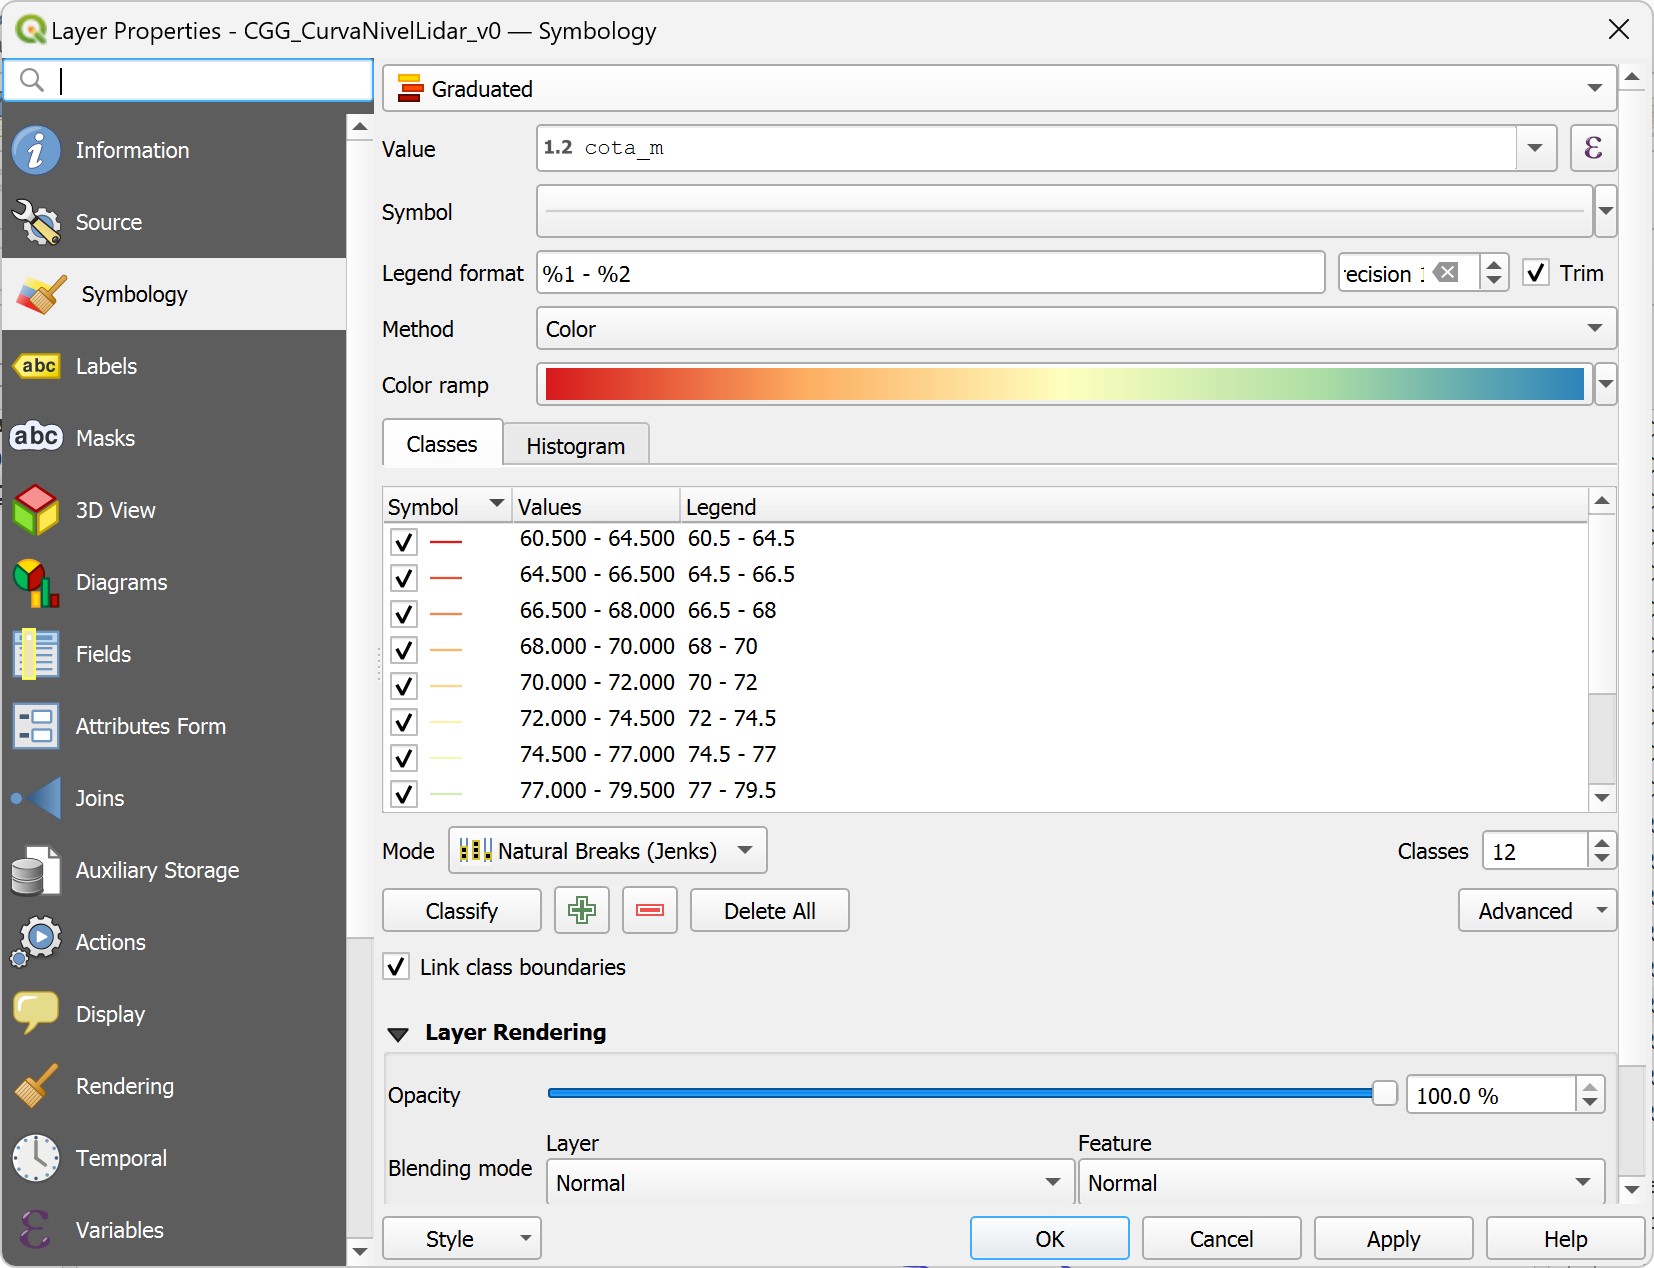 Layer Properties - CGG_CurvaNivelLidar_v0 — Symbology
Information
Source
Symbology
abc Labels
abc Masks
3D View
Diagrams
Fields
Attributes Form
Joins
Auxiliary Storage
Actions
Display
Rendering
Temporal
Variables
Graduated
Value 1.2 cota_m ε
Symbol
Legend format %1 - %2 ecision 1 Trim
Method Color
Color ramp
Classes Histogram
Symbol Values Legend
60.500 - 64.500 60.5 - 64.5
64.500 - 66.500 64.5 - 66.5
66.500 - 68.000 66.5 - 68
68.000 - 70.000 68 - 70
70.000 - 72.000 70 - 72
72.000 - 74.500 72 - 74.5
74.500 - 77.000 74.5 - 77
77.000 - 79.500 77 - 79.5
Mode Natural Breaks (Jenks) Classes 12
Classify Delete All Advanced
Link class boundaries
Layer Rendering
Opacity 100.0 %
Layer Feature
Blending mode Normal Normal
Style OK Cancel Apply Help